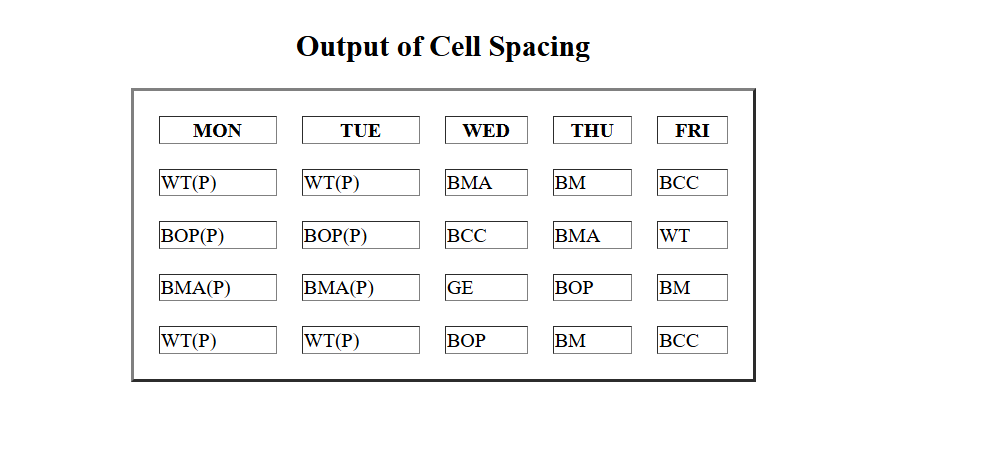 Output of Cell Spacing
MON TUE WED THU FRI
WT(P) WT(P) BMA BM BCC
BOP(P) BOP(P) BCC BMA WT
BMA(P) BMA(P) GE BOP BM
WT(P) WT(P) BOP BM BCC